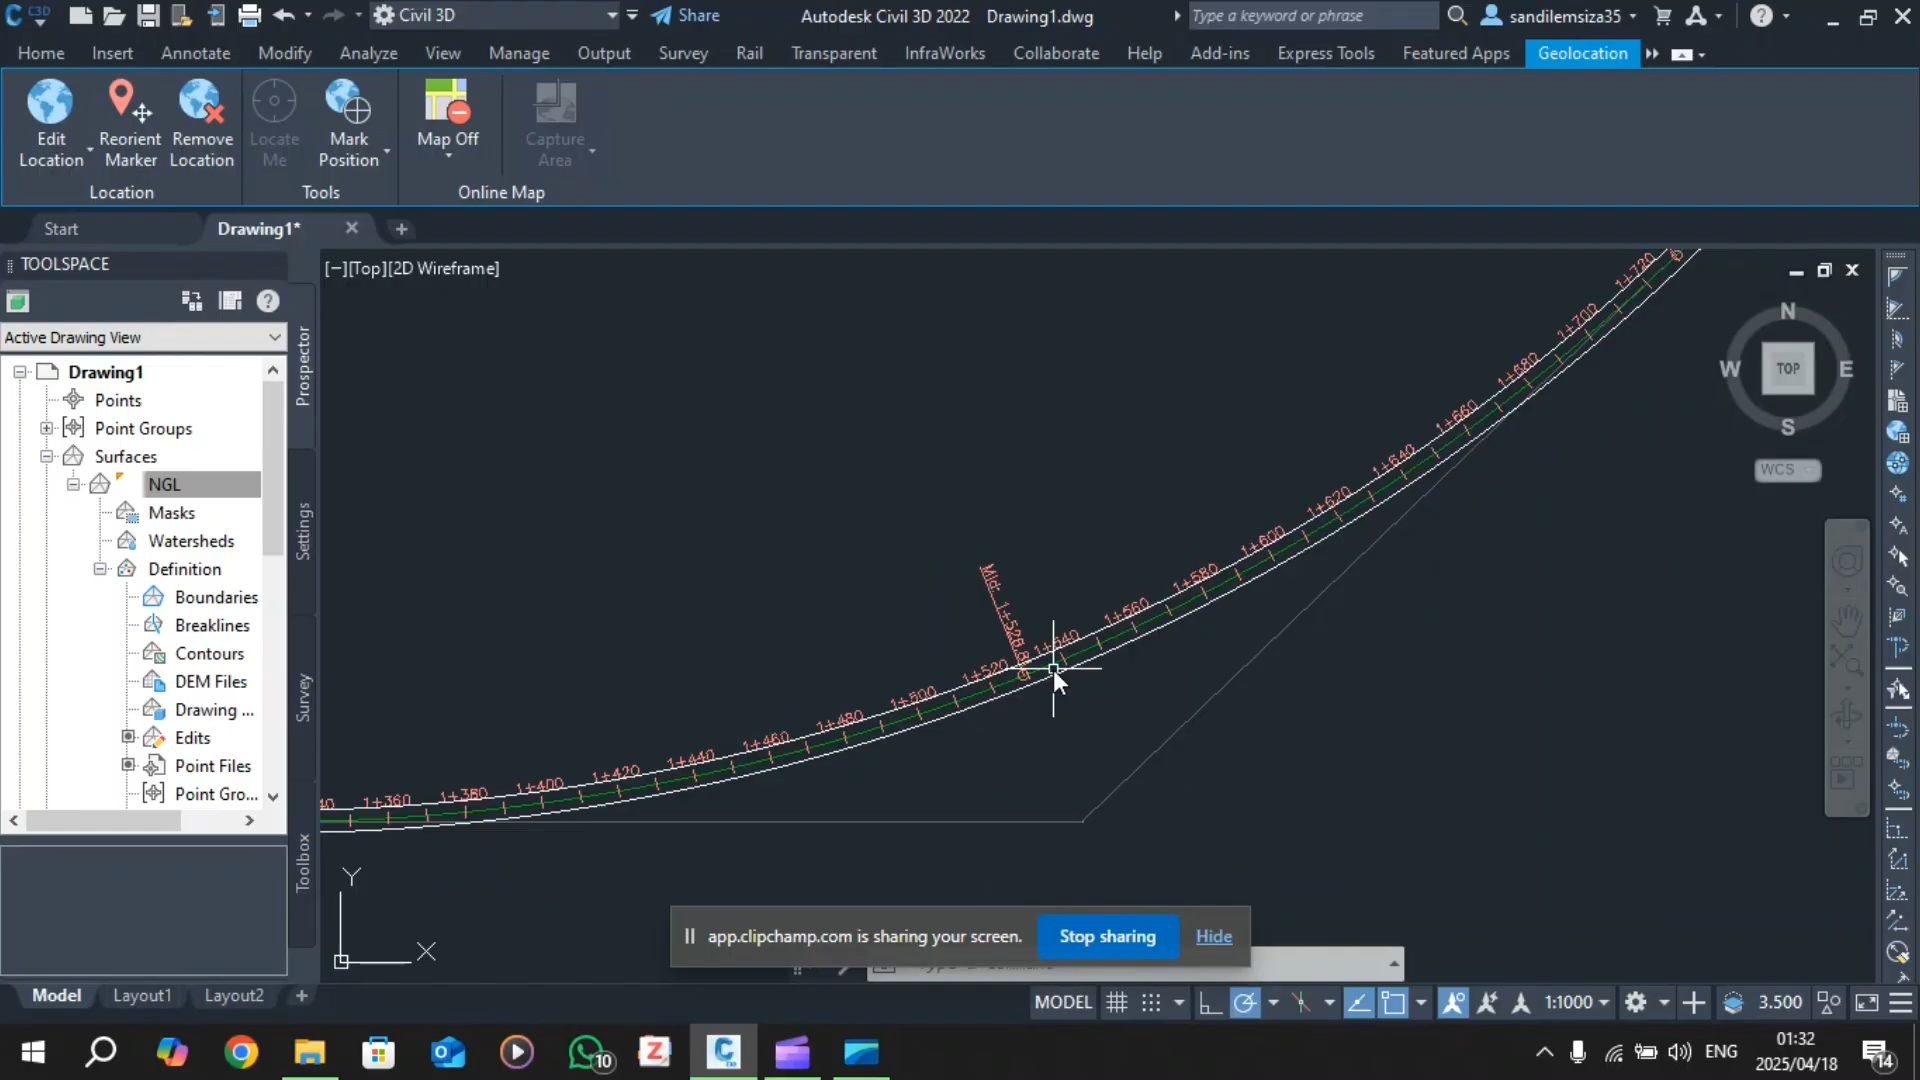 C3D
Civil 3D
Share
Autodesk Civil 3D 2022 Drawing1.dwg
Type a keyword or phrase
sandilemsiza35
Home Insert Annotate Modify Analyze View Manage Output Survey Rail Transparent InfraWorks Collaborate Help Add-ins Express Tools Featured Apps Geolocation
Edit Location
Reorient Marker
Remove Location
Locate Me
Mark Position
Map Off
Capture Area
Location Tools Online Map
Start Drawing1*
TOOLSPACE
Active Drawing View
Drawing1
Points
Point Groups
Surfaces
NGL
Masks
Watersheds
Definition
Boundaries
Breaklines
Contours
DEM Files
Drawing ...
Edits
Point Files
Point Gro...
Prospector
Settings
Survey
Toolbox
[−][Top][2D Wireframe]
N
W TOP E
S
WCS
1+360
1+380
1+400
1+420
1+440
1+460
1+480
1+500
1+520
1+540
1+560
1+580
1+600
1+620
1+640
1+660
1+680
1+700
1+720
Y
X
app.clipchamp.com is sharing your screen. Stop sharing Hide
Model Layout1 Layout2
MODEL 1:1000 3.500
10
ENG
01:32
2025/04/18
14